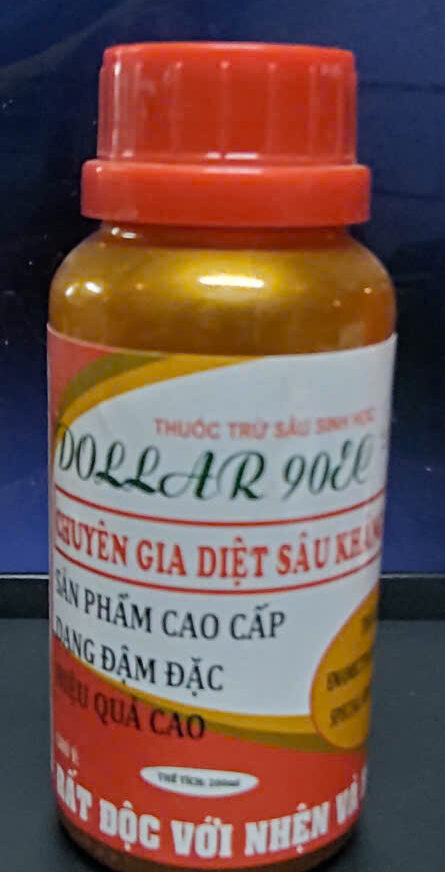 THUỐC TRỪ SÂU SINH HỌC
DOLLAR 90EC
CHUYÊN GIA DIỆT SÂU KHÁNG
SẢN PHẨM CAO CẤP
DẠNG ĐẬM ĐẶC
HIỆU QUẢ CAO
SPECIAL
THỂ TÍCH: 200ml
RẤT ĐỘC VỚI NHỆN VÀ